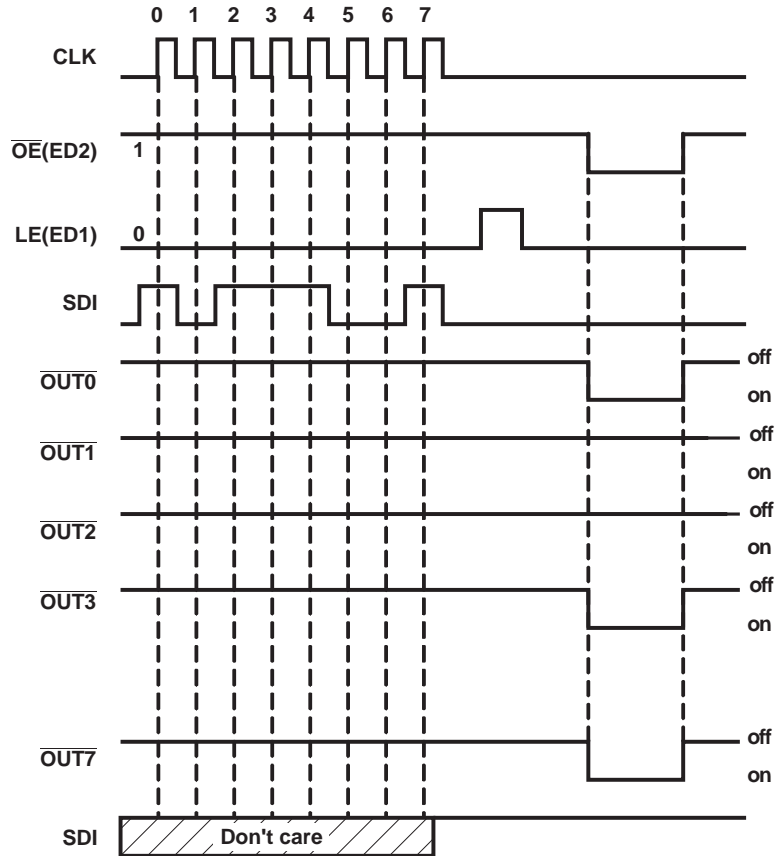 0 1 2 3 4 5 6 7
CLK
OE(ED2) 1
LE(ED1) 0
SDI
OUT0 off
on
OUT1 off
on
OUT2 off
on
OUT3 off
on
OUT7 off
on
SDI Don't care